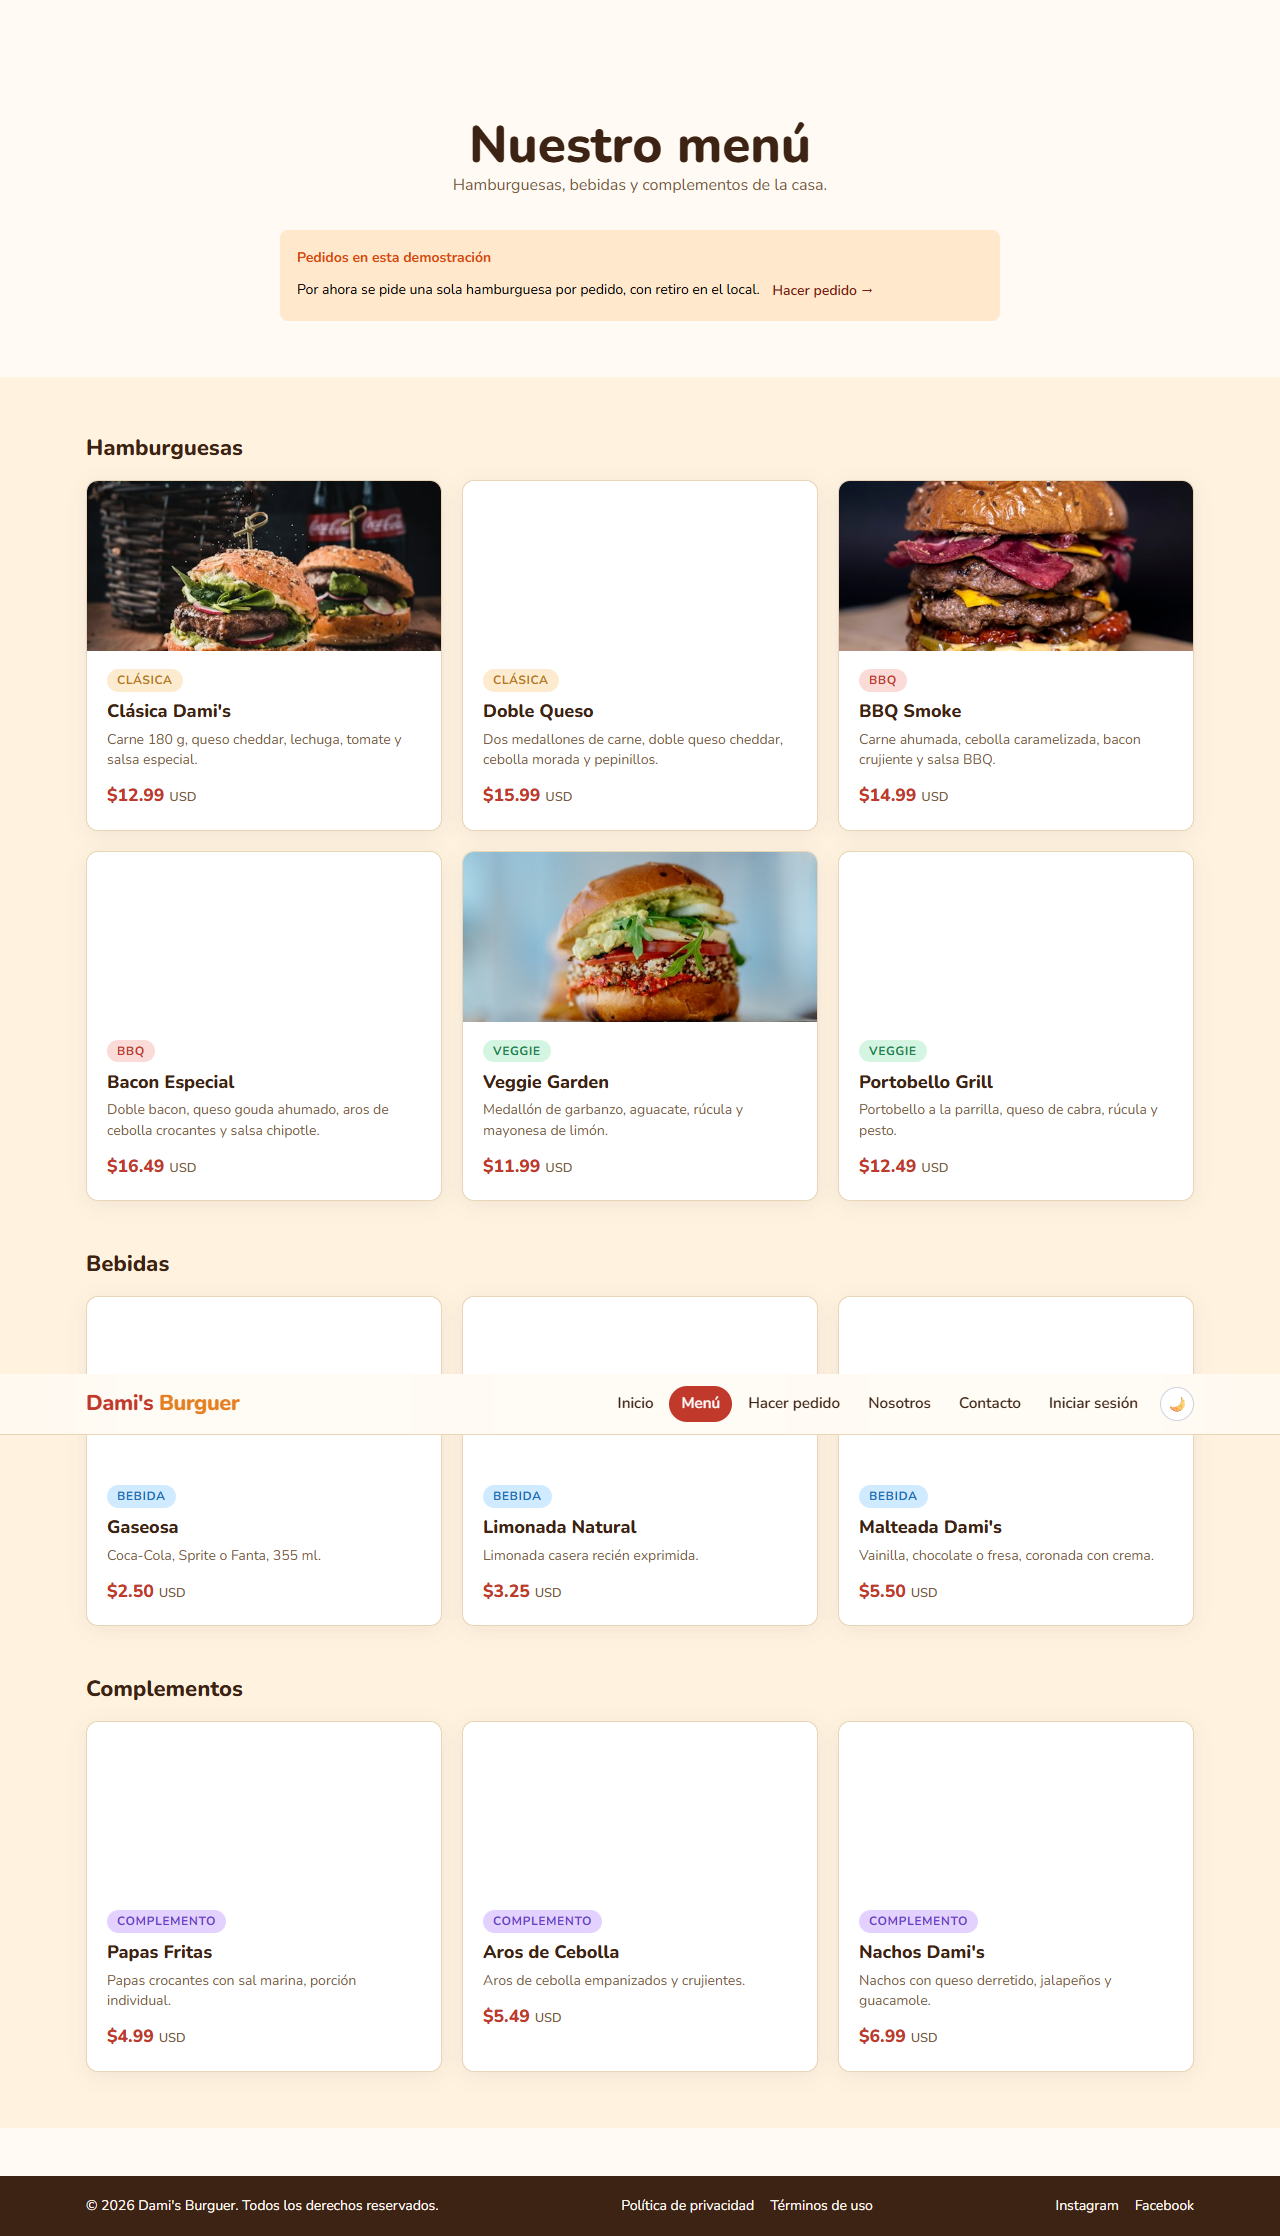 Nuestro menú
Hamburguesas, bebidas y complementos de la casa.
Pedidos en esta demostración
Por ahora se pide una sola hamburguesa por pedido, con retiro en el local. Hacer pedido →
Hamburguesas
CLÁSICA
Clásica Dami's
Carne 180 g, queso cheddar, lechuga, tomate y
salsa especial.
$12.99 USD
CLÁSICA
Doble Queso
Dos medallones de carne, doble queso cheddar,
cebolla morada y pepinillos.
$15.99 USD
BBQ
BBQ Smoke
Carne ahumada, cebolla caramelizada, bacon
crujiente y salsa BBQ.
$14.99 USD
BBQ
Bacon Especial
Doble bacon, queso gouda ahumado, aros de
cebolla crocantes y salsa chipotle.
$16.49 USD
VEGGIE
Veggie Garden
Medallón de garbanzo, aguacate, rúcula y
mayonesa de limón.
$11.99 USD
VEGGIE
Portobello Grill
Portobello a la parrilla, queso de cabra, rúcula y
pesto.
$12.49 USD
Bebidas
Dami's Burguer
Inicio
Menú
Hacer pedido
Nosotros
Contacto
Iniciar sesión
BEBIDA
Gaseosa
Coca-Cola, Sprite o Fanta, 355 ml.
$2.50 USD
BEBIDA
Limonada Natural
Limonada casera recién exprimida.
$3.25 USD
BEBIDA
Malteada Dami's
Vainilla, chocolate o fresa, coronada con crema.
$5.50 USD
Complementos
COMPLEMENTO
Papas Fritas
Papas crocantes con sal marina, porción
individual.
$4.99 USD
COMPLEMENTO
Aros de Cebolla
Aros de cebolla empanizados y crujientes.
$5.49 USD
COMPLEMENTO
Nachos Dami's
Nachos con queso derretido, jalapeños y
guacamole.
$6.99 USD
© 2026 Dami's Burguer. Todos los derechos reservados.
Política de privacidad
Términos de uso
Instagram
Facebook